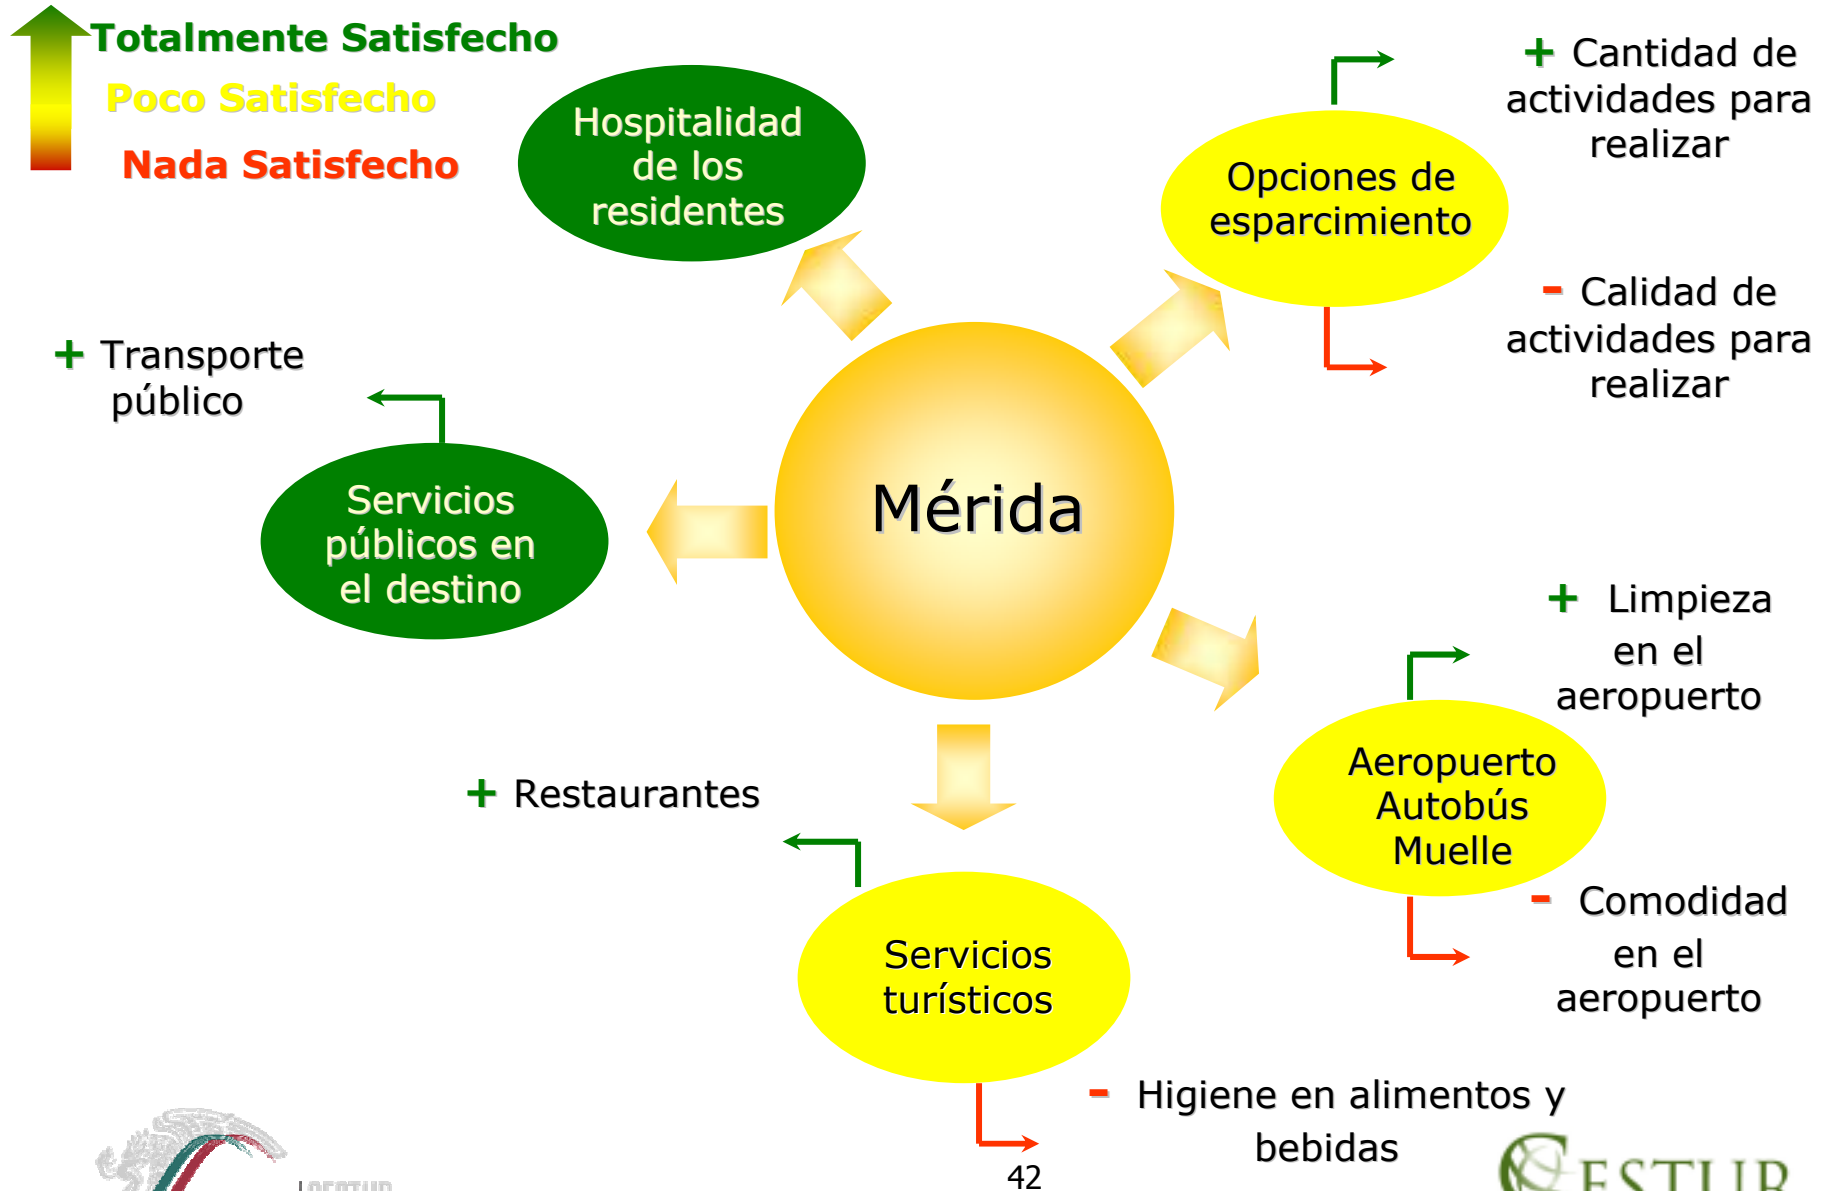 Totalmente Satisfecho
Poco Satisfecho
Nada Satisfecho
Hospitalidad
de los
residentes
Opciones de
esparcimiento
+ Cantidad de
actividades para
realizar
- Calidad de
actividades para
realizar
+ Transporte
público
Servicios
públicos en
el destino
Mérida
+ Limpieza
en el
aeropuerto
Aeropuerto
Autobús
Muelle
- Comodidad
en el
aeropuerto
+ Restaurantes
Servicios
turísticos
- Higiene en alimentos y
bebidas
42
SECTUR
CESTUR